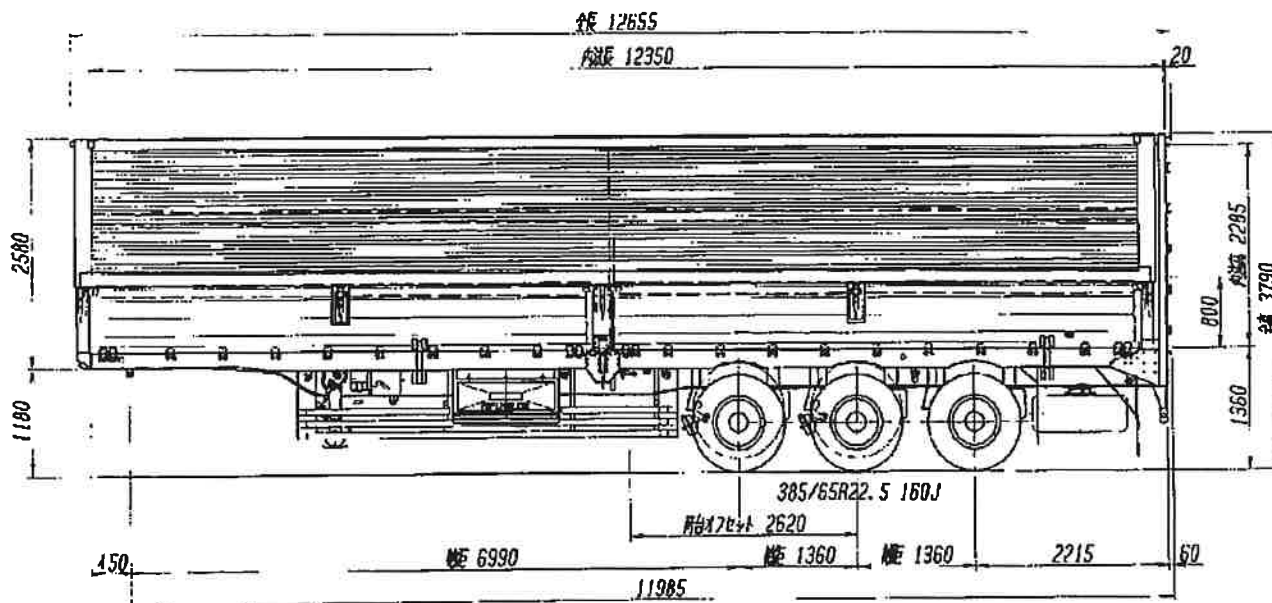 全長 12655
内法長 12350
20
2580
1180
内法高 2285
800
全高 3790
1360
385/65R22.5 160J
荷台オフセット 2620
450
軸距 6990
軸距 1360
軸距 1360
2215
60
11985